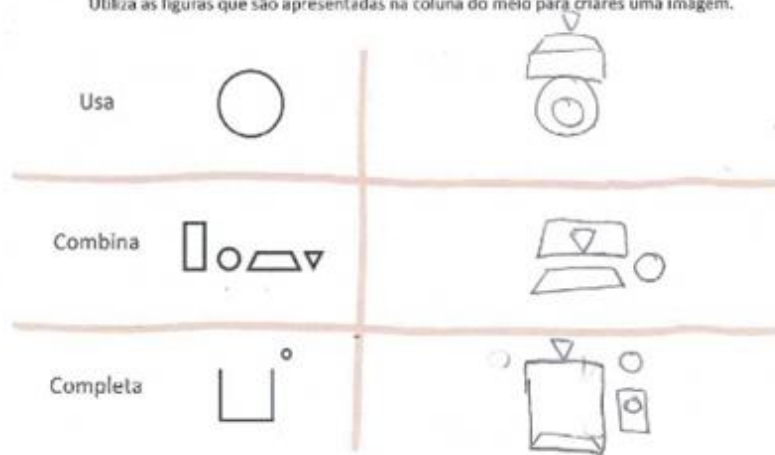 Utiliza as figuras que são apresentadas na coluna do meio para criares uma imagem.
Usa
Combina
Completa